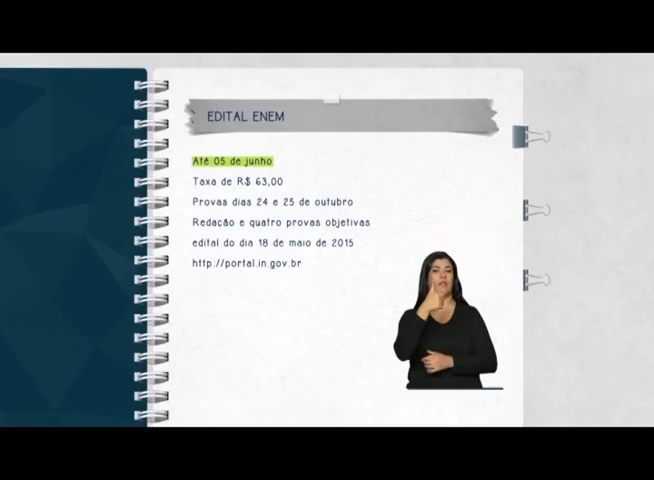 EDITAL ENEM
Até 05 de junho
Taxa de R$ 63,00
Provas dias 24 e 25 de outubro
Redação e quatro provas objetivas
edital do dia 18 de maio de 2015
http://portal.in.gov.br